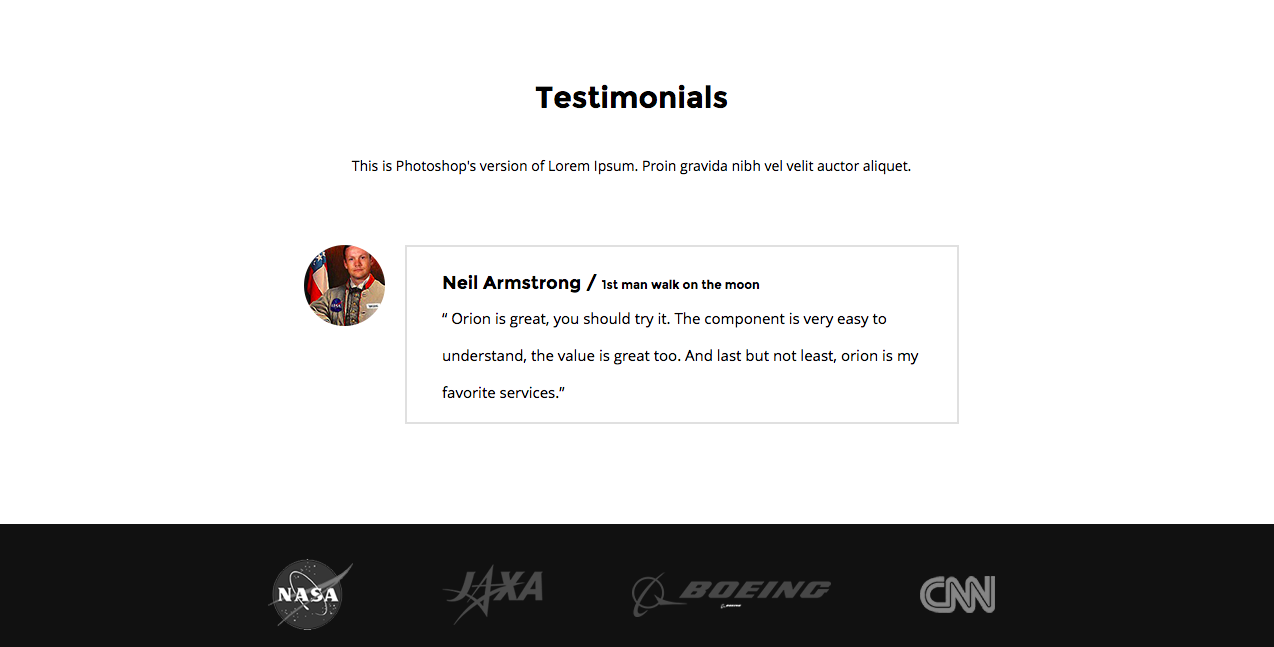 Testimonials
This is Photoshop's version of Lorem Ipsum. Proin gravida nibh vel velit auctor aliquet.
Neil Armstrong / 1st man walk on the moon
“ Orion is great, you should try it. The component is very easy to
understand, the value is great too. And last but not least, orion is my
favorite services.”
NASA JAXA BOEING CNN